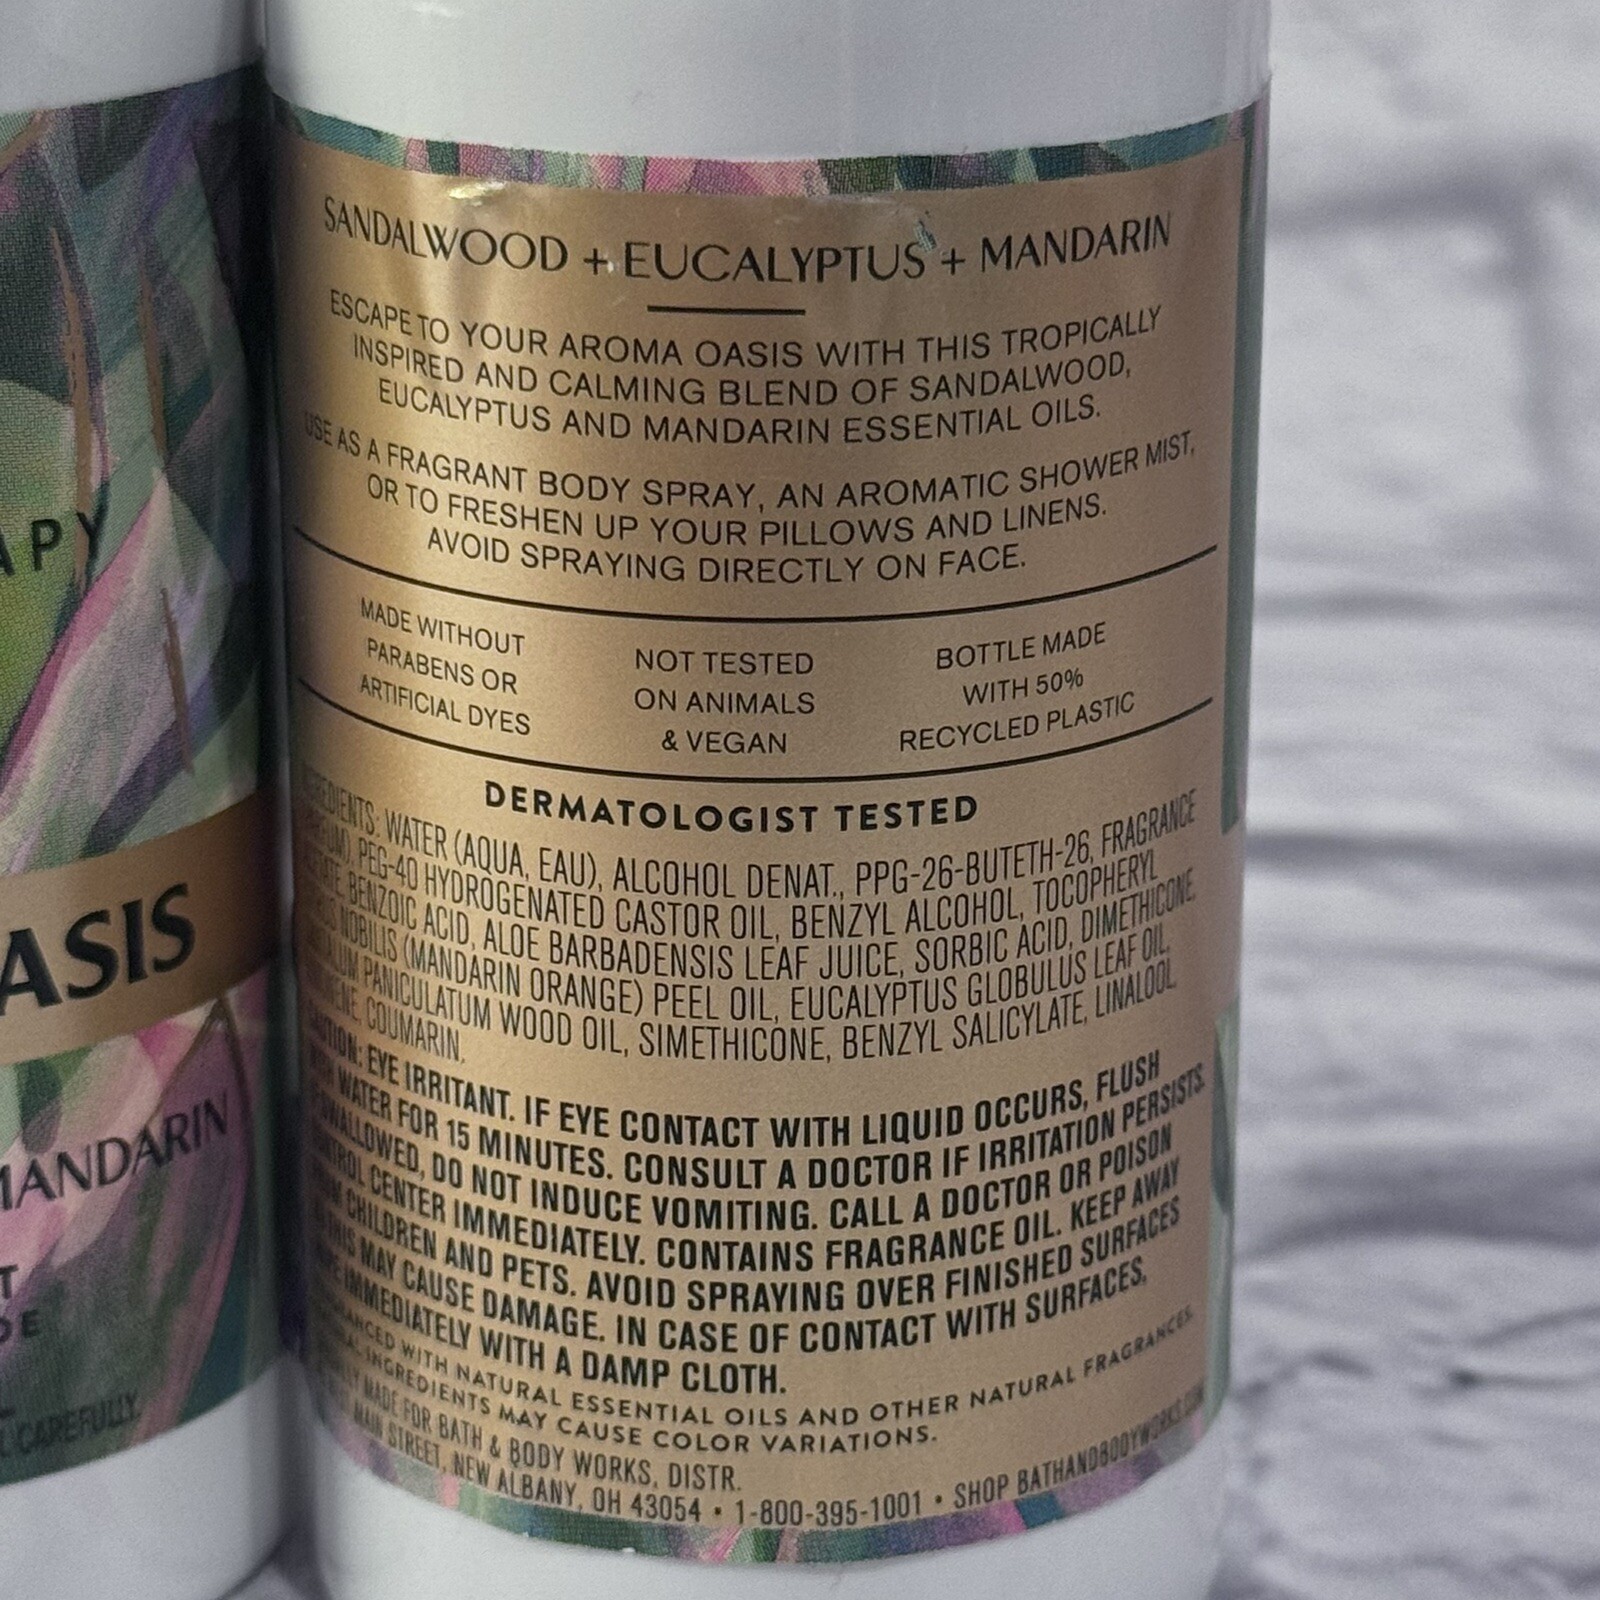 APY
ASIS
MANDARIN
T
DE
CAREFULLY
SANDALWOOD + EUCALYPTUS + MANDARIN
ESCAPE TO YOUR AROMA OASIS WITH THIS TROPICALLY
INSPIRED AND CALMING BLEND OF SANDALWOOD,
EUCALYPTUS AND MANDARIN ESSENTIAL OILS.
USE AS A FRAGRANT BODY SPRAY, AN AROMATIC SHOWER MIST,
OR TO FRESHEN UP YOUR PILLOWS AND LINENS.
AVOID SPRAYING DIRECTLY ON FACE.
MADE WITHOUT
PARABENS OR
ARTIFICIAL DYES
NOT TESTED
ON ANIMALS
& VEGAN
BOTTLE MADE
WITH 50%
RECYCLED PLASTIC
DERMATOLOGIST TESTED
INGREDIENTS: WATER (AQUA, EAU), ALCOHOL DENAT., PPG-26-BUTETH-26, FRAGRANCE
PEG-40 HYDROGENATED CASTOR OIL, BENZYL ALCOHOL, TOCOPHERYL
BENZOIC ACID, ALOE BARBADENSIS LEAF JUICE, SORBIC ACID, DIMETHICONE,
NOBILIS (MANDARIN ORANGE) PEEL OIL, EUCALYPTUS GLOBULUS LEAF OIL,
PANICULATUM WOOD OIL, SIMETHICONE, BENZYL SALICYLATE, LINALOOL,
COUMARIN.
CAUTION: EYE IRRITANT. IF EYE CONTACT WITH LIQUID OCCURS, FLUSH
WITH WATER FOR 15 MINUTES. CONSULT A DOCTOR IF IRRITATION PERSISTS.
SWALLOWED, DO NOT INDUCE VOMITING. CALL A DOCTOR OR POISON
CONTROL CENTER IMMEDIATELY. CONTAINS FRAGRANCE OIL. KEEP AWAY
FROM CHILDREN AND PETS. AVOID SPRAYING OVER FINISHED SURFACES
THIS MAY CAUSE DAMAGE. IN CASE OF CONTACT WITH SURFACES,
IMMEDIATELY WITH A DAMP CLOTH.
WITH NATURAL ESSENTIAL OILS AND OTHER NATURAL FRAGRANCES.
INGREDIENTS MAY CAUSE COLOR VARIATIONS.
MADE FOR BATH & BODY WORKS, DISTR.
MAIN STREET, NEW ALBANY, OH 43054 • 1-800-395-1001 • SHOP BATHANDBODYWORKS.COM